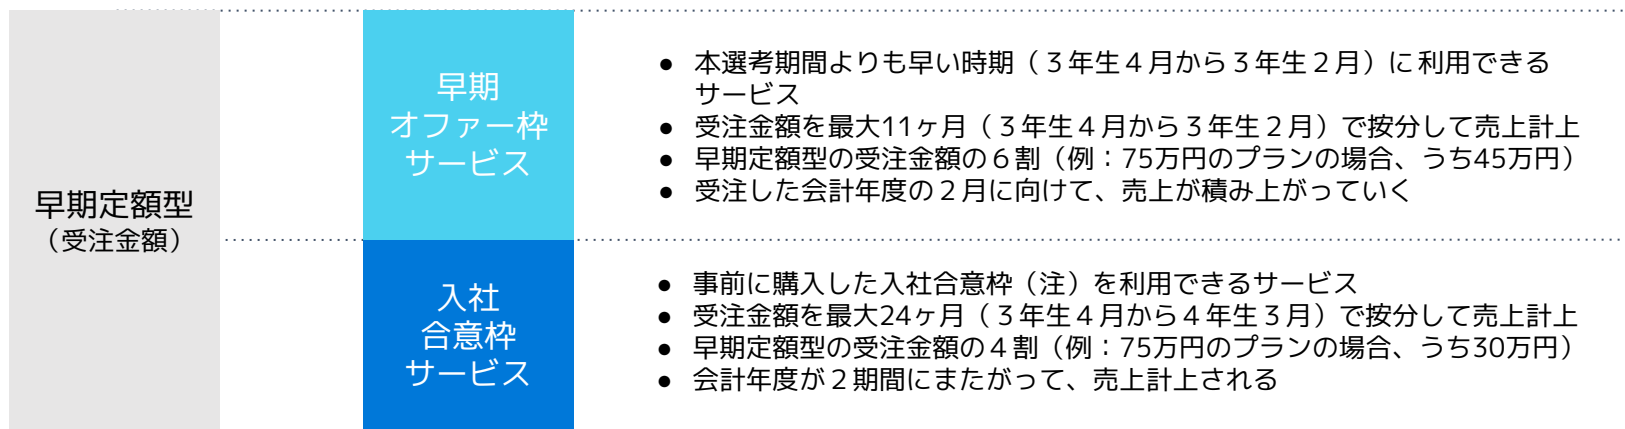 早期定額型
（受注金額）
早期
オファー枠
サービス
● 本選考期間よりも早い時期（３年生４月から３年生２月）に利用できる
サービス
● 受注金額を最大11ヶ月（３年生４月から３年生２月）で按分して売上計上
● 早期定額型の受注金額の６割（例：75万円のプランの場合、うち45万円）
● 受注した会計年度の２月に向けて、売上が積み上がっていく
入社
合意枠
サービス
● 事前に購入した入社合意枠（注）を利用できるサービス
● 受注金額を最大24ヶ月（３年生４月から４年生３月）で按分して売上計上
● 早期定額型の受注金額の４割（例：75万円のプランの場合、うち30万円）
● 会計年度が２期間にまたがって、売上計上される